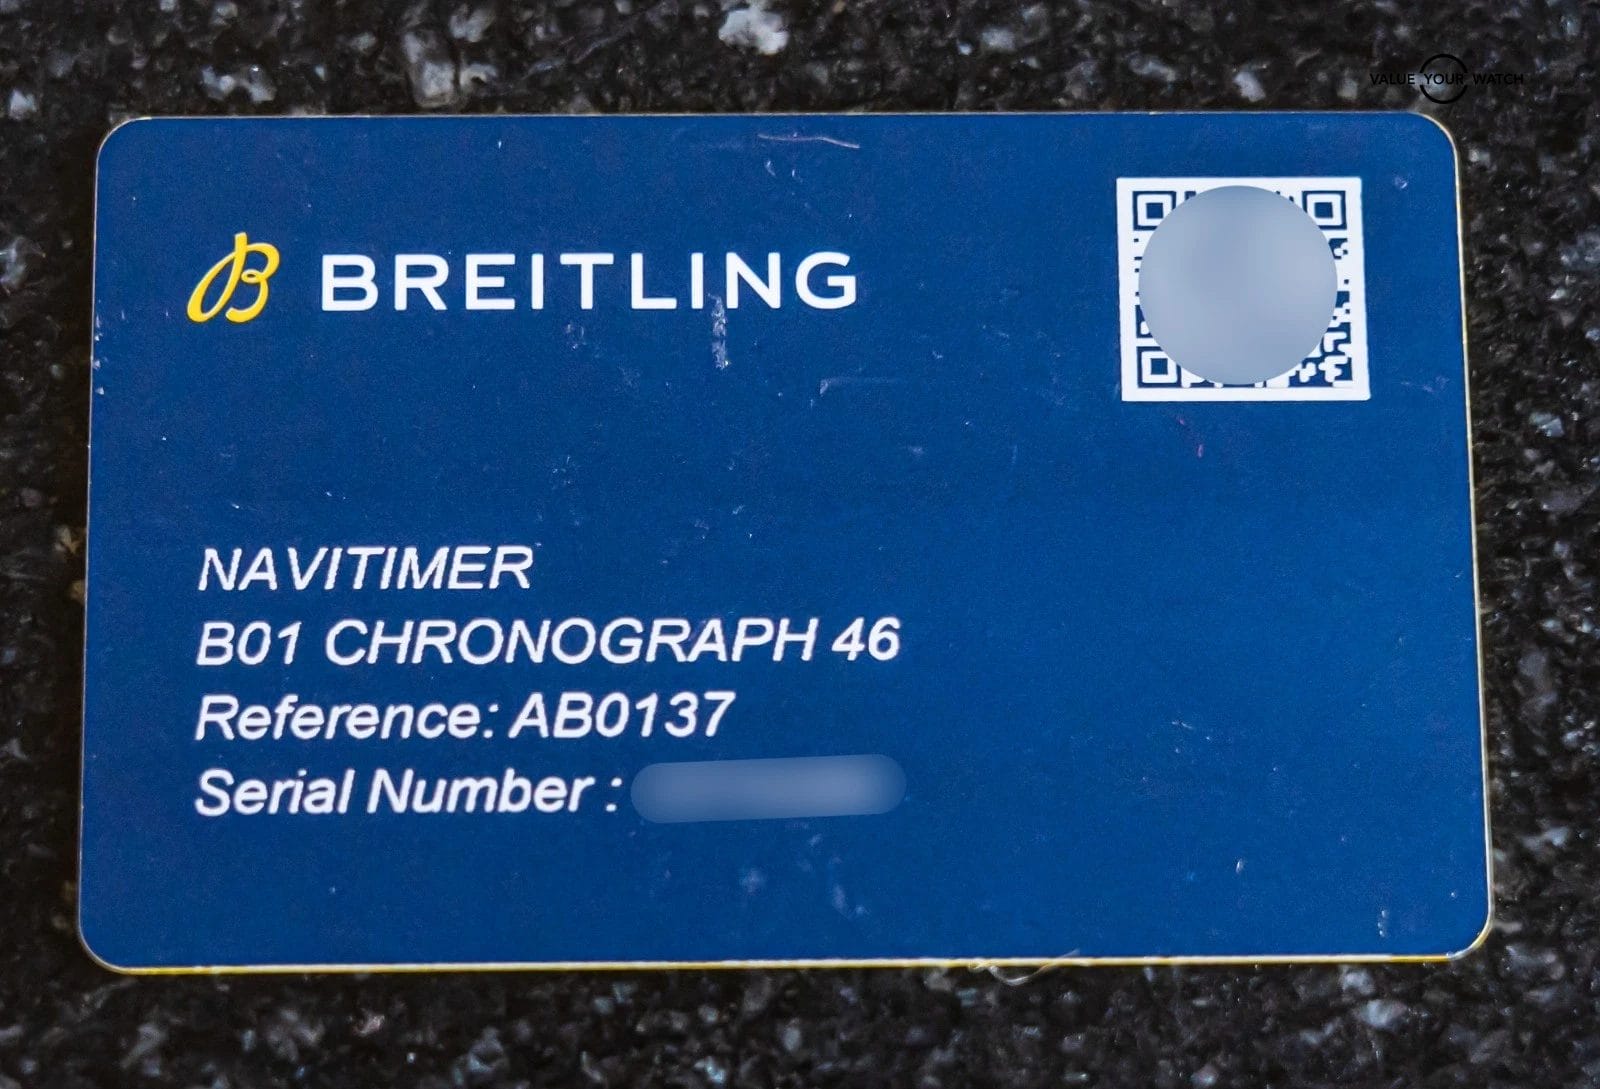 VALUE YOUR WATCH
BREITLING
NAVITIMER
B01 CHRONOGRAPH 46
Reference: AB0137
Serial Number :